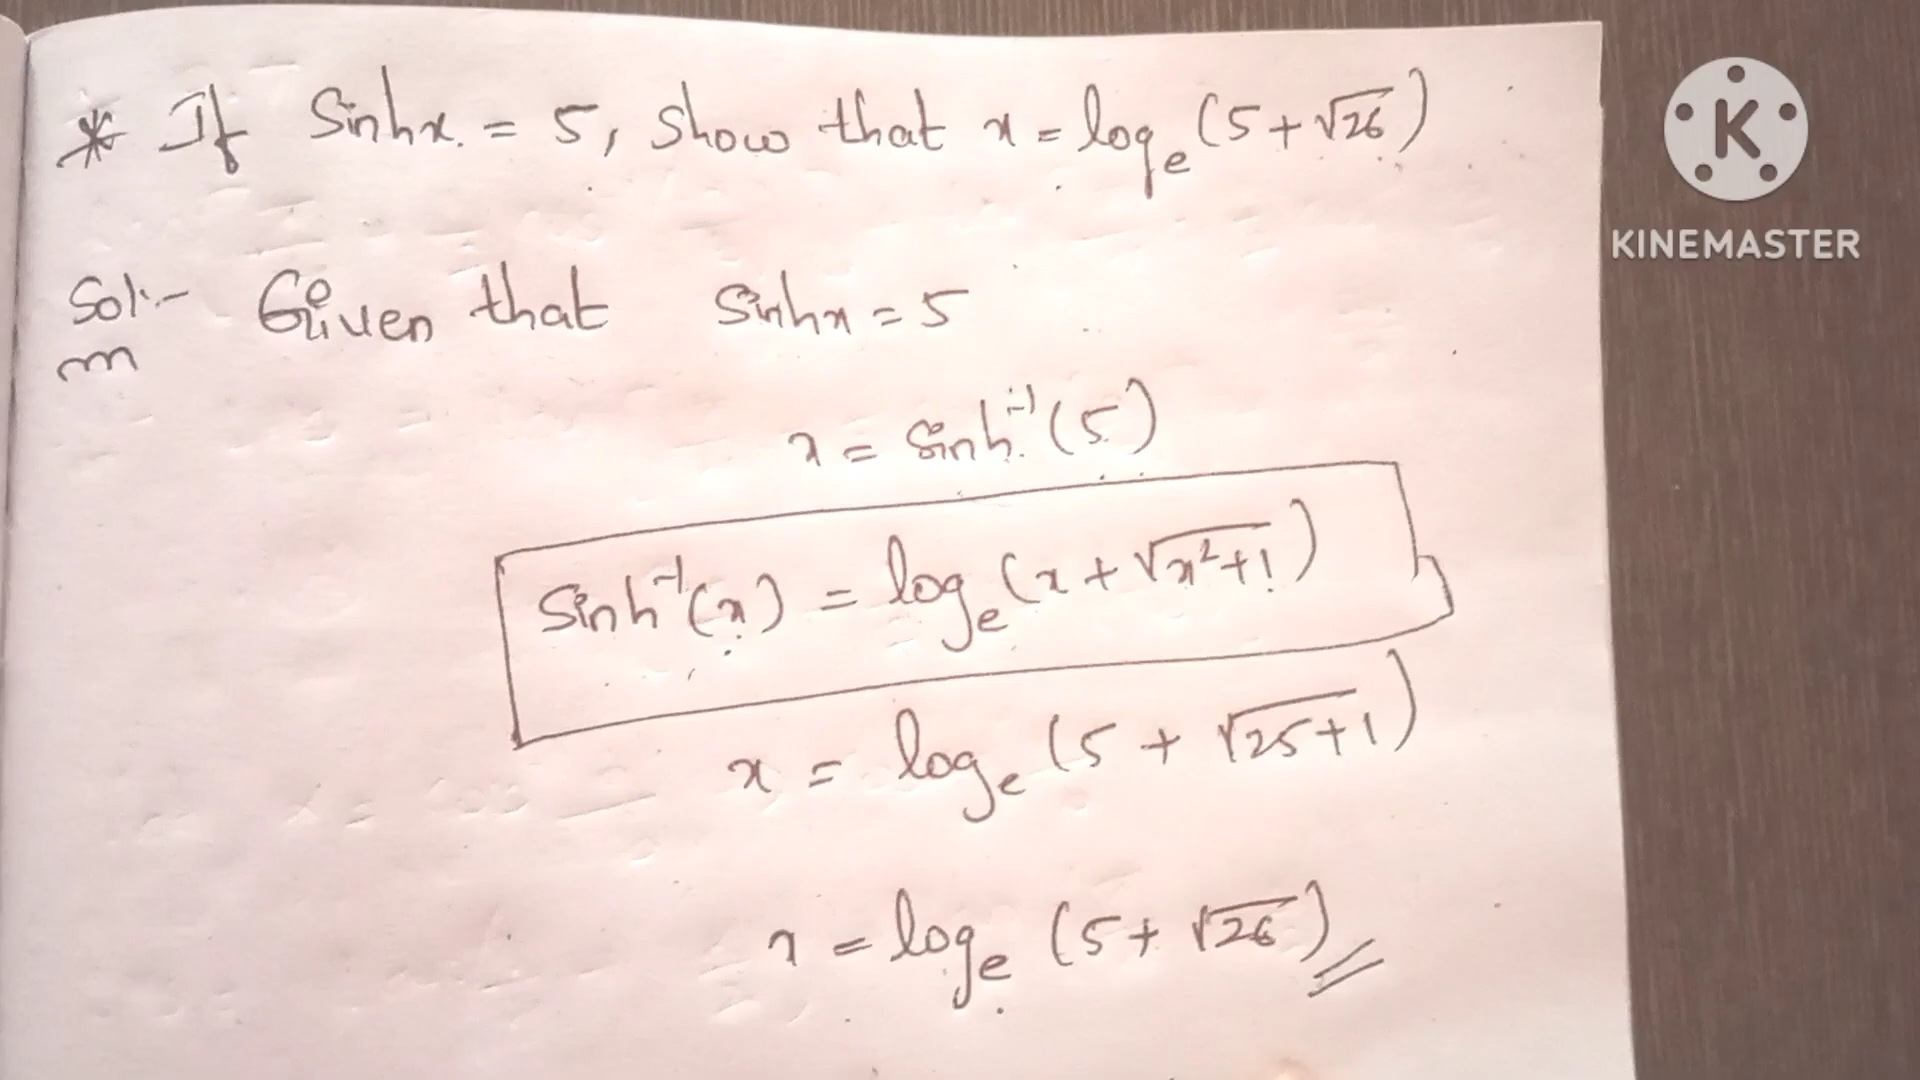 * If Sinhx = 5, Show that x = logₑ(5+√26)
Sol:- Given that Sinhx = 5
x = Sinh⁻¹(5)
Sinh⁻¹(x) = logₑ(x+√x²+1)
x = logₑ(5+√25+1)
x = logₑ(5+√26)
K
KINEMASTER